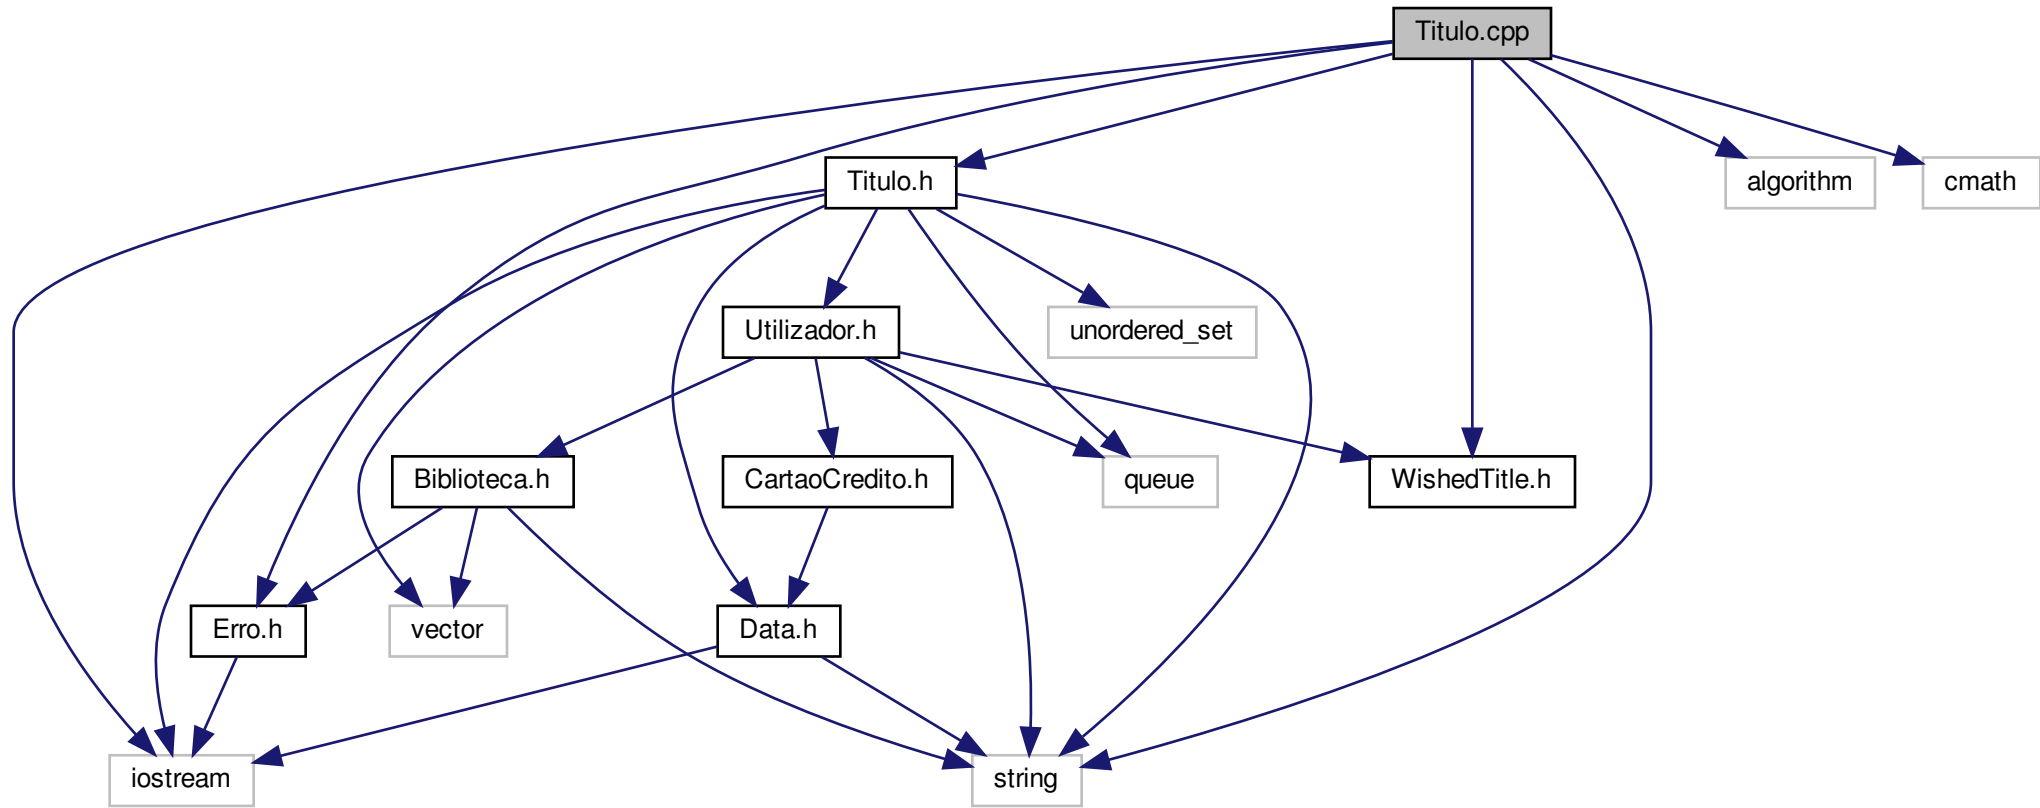 Titulo.cpp
Titulo.h
algorithm
cmath
Utilizador.h
unordered_set
Biblioteca.h
CartaoCredito.h
queue
WishedTitle.h
Erro.h
vector
Data.h
iostream
string